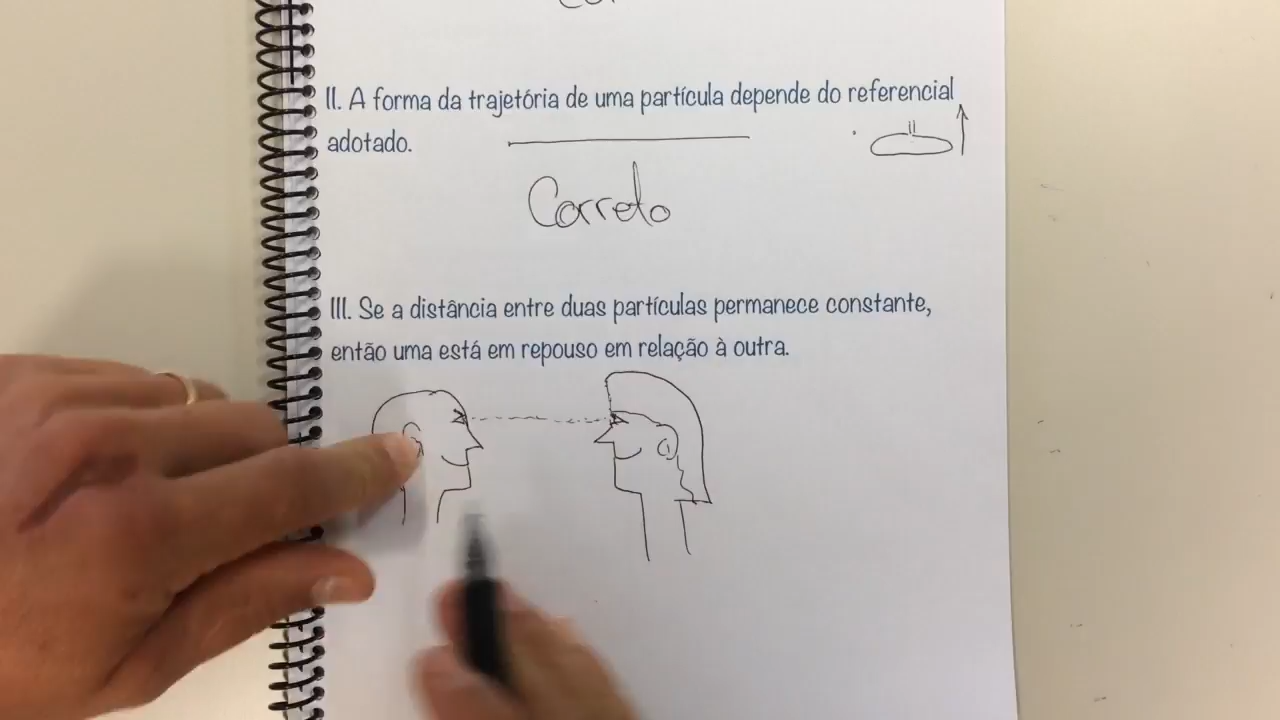 II. A forma da trajetória de uma partícula depende do referencial
adotado.
Correto
III. Se a distância entre duas partículas permanece constante,
então uma está em repouso em relação à outra.